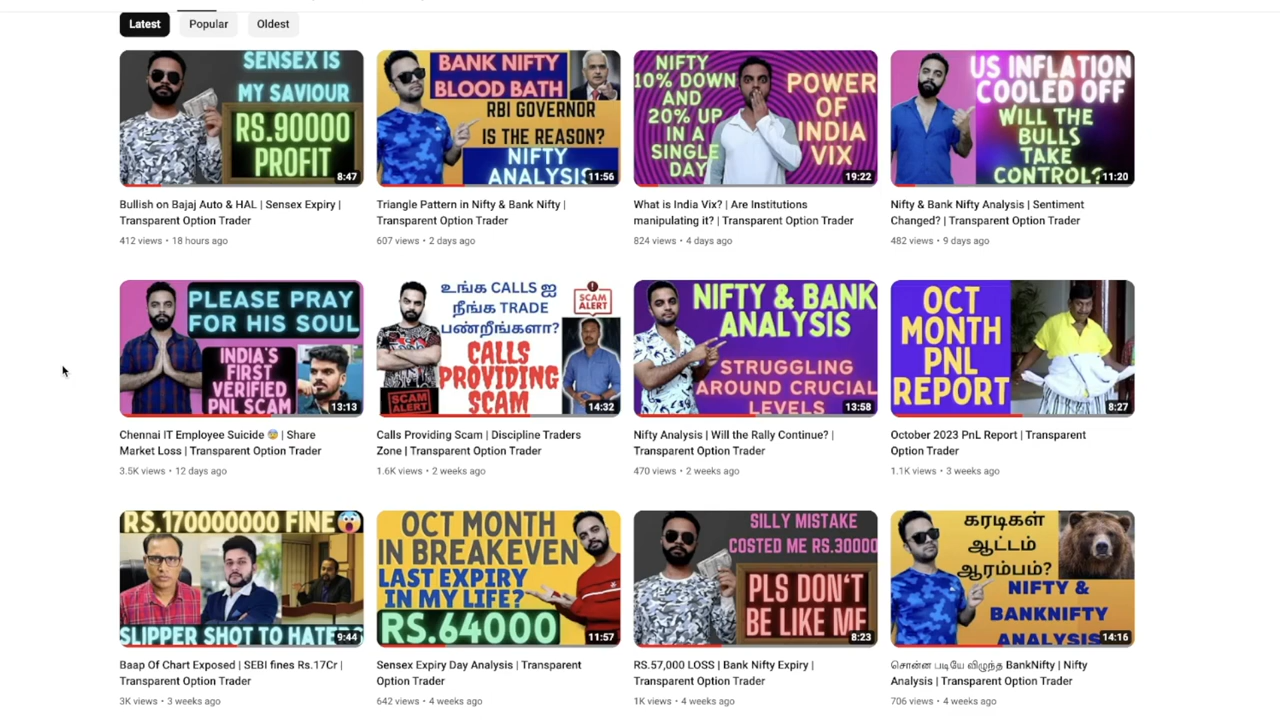 Latest
Popular
Oldest
SENSEX IS
MY SAVIOUR
RS.90000
PROFIT
8:47
BANK NIFTY
BLOOD BATH
RBI GOVERNOR
IS THE REASON?
NIFTY
ANALYSIS
11:56
NIFTY
10% DOWN
AND
20% UP
IN A
SINGLE
DAY
POWER
OF
INDIA
VIX
19:22
US INFLATION
COOLED OFF
WILL THE
BULLS
TAKE
CONTROL?
11:20
Bullish on Bajaj Auto & HAL | Sensex Expiry |
Transparent Option Trader
412 views • 18 hours ago
Triangle Pattern in Nifty & Bank Nifty |
Transparent Option Trader
607 views • 2 days ago
What is India Vix? | Are Institutions
manipulating it? | Transparent Option Trader
824 views • 4 days ago
Nifty & Bank Nifty Analysis | Sentiment
Changed? | Transparent Option Trader
482 views • 9 days ago
PLEASE PRAY
FOR HIS SOUL
INDIA'S
FIRST
VERIFIED
PNL SCAM
13:13
உங்க CALLS ஐ
நீங்க TRADE
பண்றீங்களா?
CALLS
PROVIDING
SCAM
SCAM
ALERT
SCAM
ALERT
14:32
NIFTY & BANK
ANALYSIS
STRUGGLING
AROUND CRUCIAL
LEVELS
13:58
OCT
MONTH
PNL
REPORT
8:27
Chennai IT Employee Suicide 😨 | Share
Market Loss | Transparent Option Trader
3.5K views • 12 days ago
Calls Providing Scam | Discipline Traders
Zone | Transparent Option Trader
1.6K views • 2 weeks ago
Nifty Analysis | Will the Rally Continue? |
Transparent Option Trader
470 views • 2 weeks ago
October 2023 PnL Report | Transparent
Option Trader
1.1K views • 3 weeks ago
RS.170000000 FINE
SLIPPER SHOT TO HATERS
9:44
OCT MONTH
IN BREAKEVEN
LAST EXPIRY
IN MY LIFE?
RS.64000
11:57
SILLY MISTAKE
COSTED ME RS.30000
PLS DON'T
BE LIKE ME
8:23
கரடிகள்
ஆட்டம்
ஆரம்பம்?
NIFTY &
BANKNIFTY
ANALYSIS
14:16
Baap Of Chart Exposed | SEBI fines Rs.17Cr |
Transparent Option Trader
3K views • 3 weeks ago
Sensex Expiry Day Analysis | Transparent
Option Trader
642 views • 4 weeks ago
RS.57,000 LOSS | Bank Nifty Expiry |
Transparent Option Trader
1K views • 4 weeks ago
சொன்ன படியே விழுந்த BankNifty | Nifty
Analysis | Transparent Option Trader
706 views • 4 weeks ago